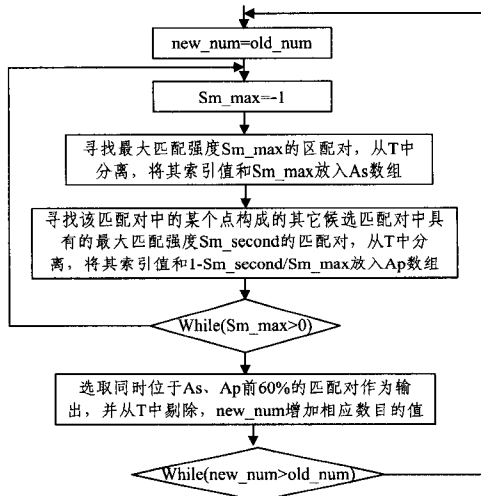 new_num=old_num
Sm_max=-1
寻找最大匹配强度Sm_max的区配对，从T中
分离，将其索引值和Sm_max放入As数组
寻找该匹配对中的某个点构成的其它候选匹配对中具
有的最大匹配强度Sm_second的匹配对，从T中分
离，将其索引值和1-Sm_second/Sm_max放入Ap数组
While(Sm_max>0)
选取同时位于As、Ap前60%的匹配对作为输
出，并从T中剔除，new_num增加相应数目的值
While(new_num>old_num)